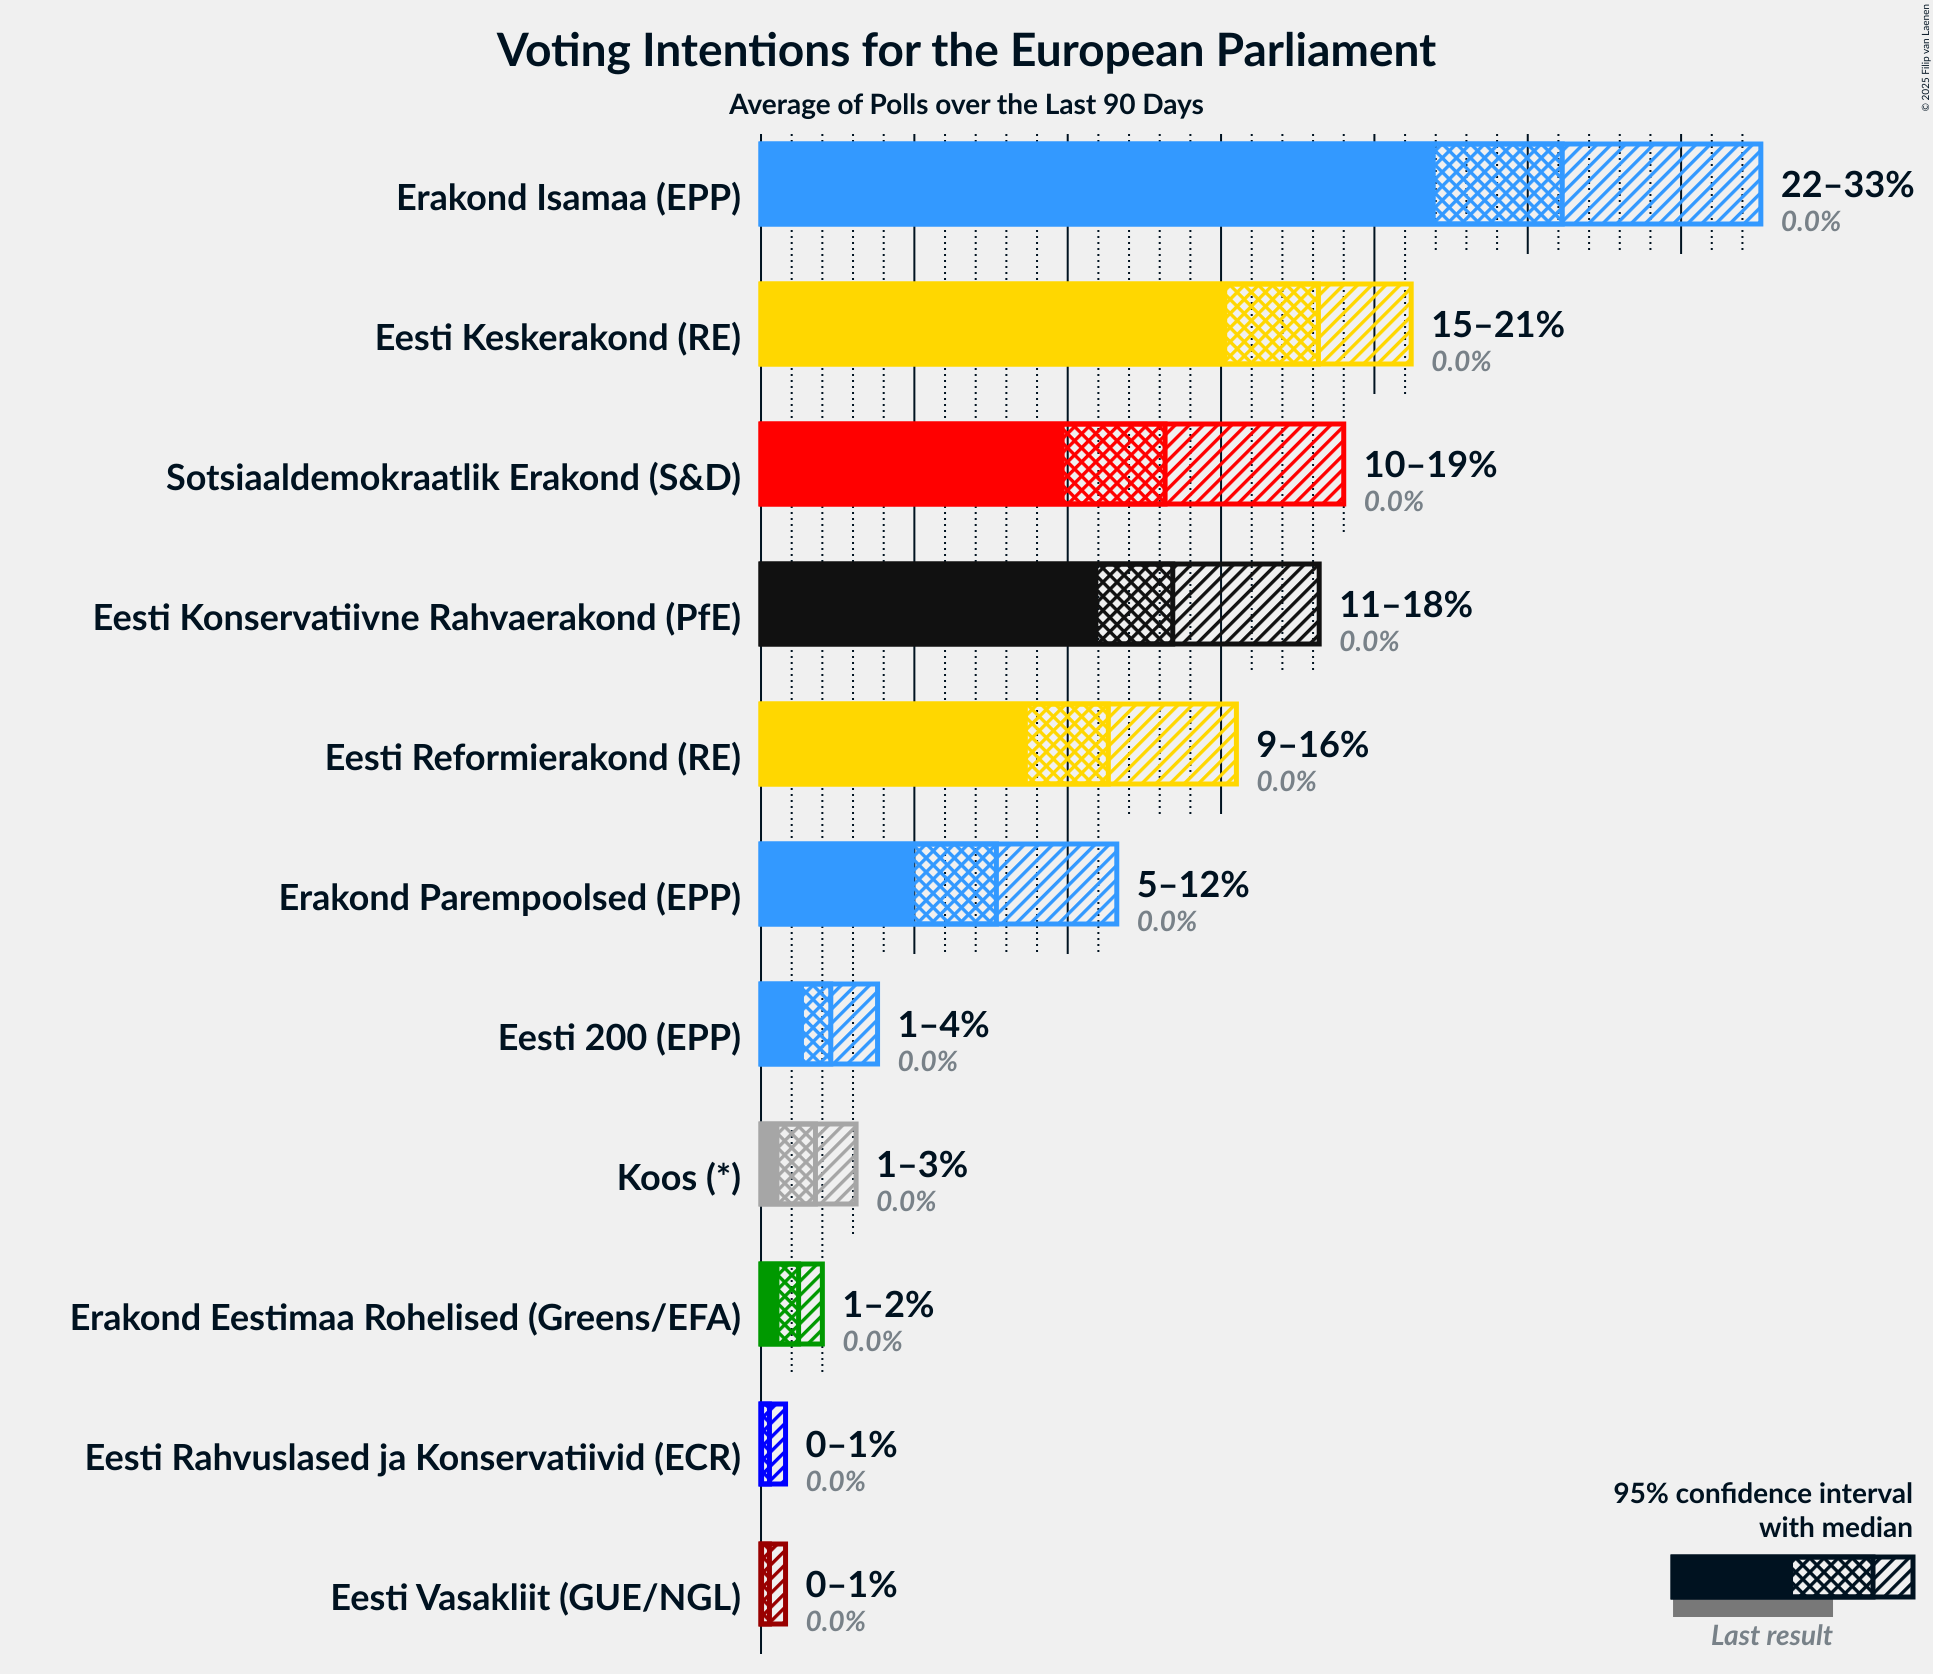 Voting Intentions for the European Parliament
Average of Polls over the Last 90 Days
© 2025 Filip van Laenen
Erakond Isamaa (EPP)
22–33%
0.0%
Eesti Keskerakond (RE)
15–21%
0.0%
Sotsiaaldemokraatlik Erakond (S&D)
10–19%
0.0%
Eesti Konservatiivne Rahvaerakond (PfE)
11–18%
0.0%
Eesti Reformierakond (RE)
9–16%
0.0%
Erakond Parempoolsed (EPP)
5–12%
0.0%
Eesti 200 (EPP)
1–4%
0.0%
Koos (*)
1–3%
0.0%
Erakond Eestimaa Rohelised (Greens/EFA)
1–2%
0.0%
Eesti Rahvuslased ja Konservatiivid (ECR)
0–1%
0.0%
Eesti Vasakliit (GUE/NGL)
0–1%
0.0%
95% confidence interval
with median
Last result